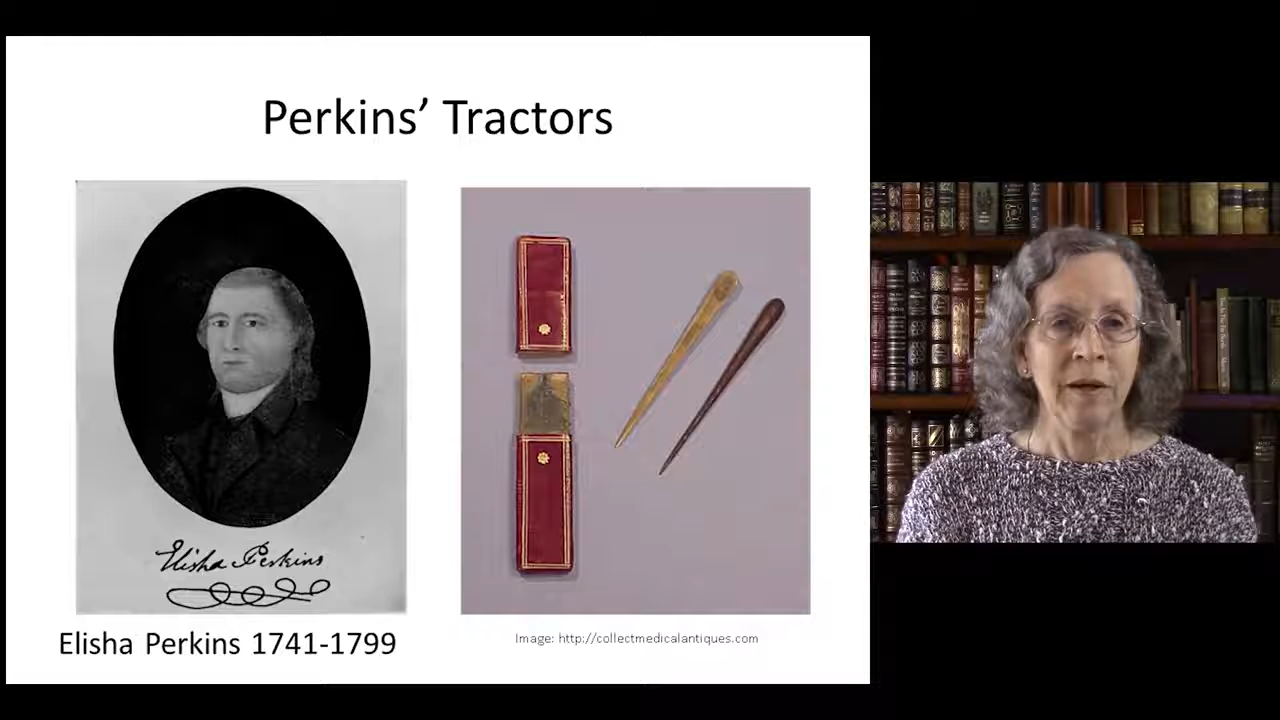 Perkins’ Tractors
Elisha Perkins
Elisha Perkins 1741-1799
Image: http://collectmedicalantiques.com